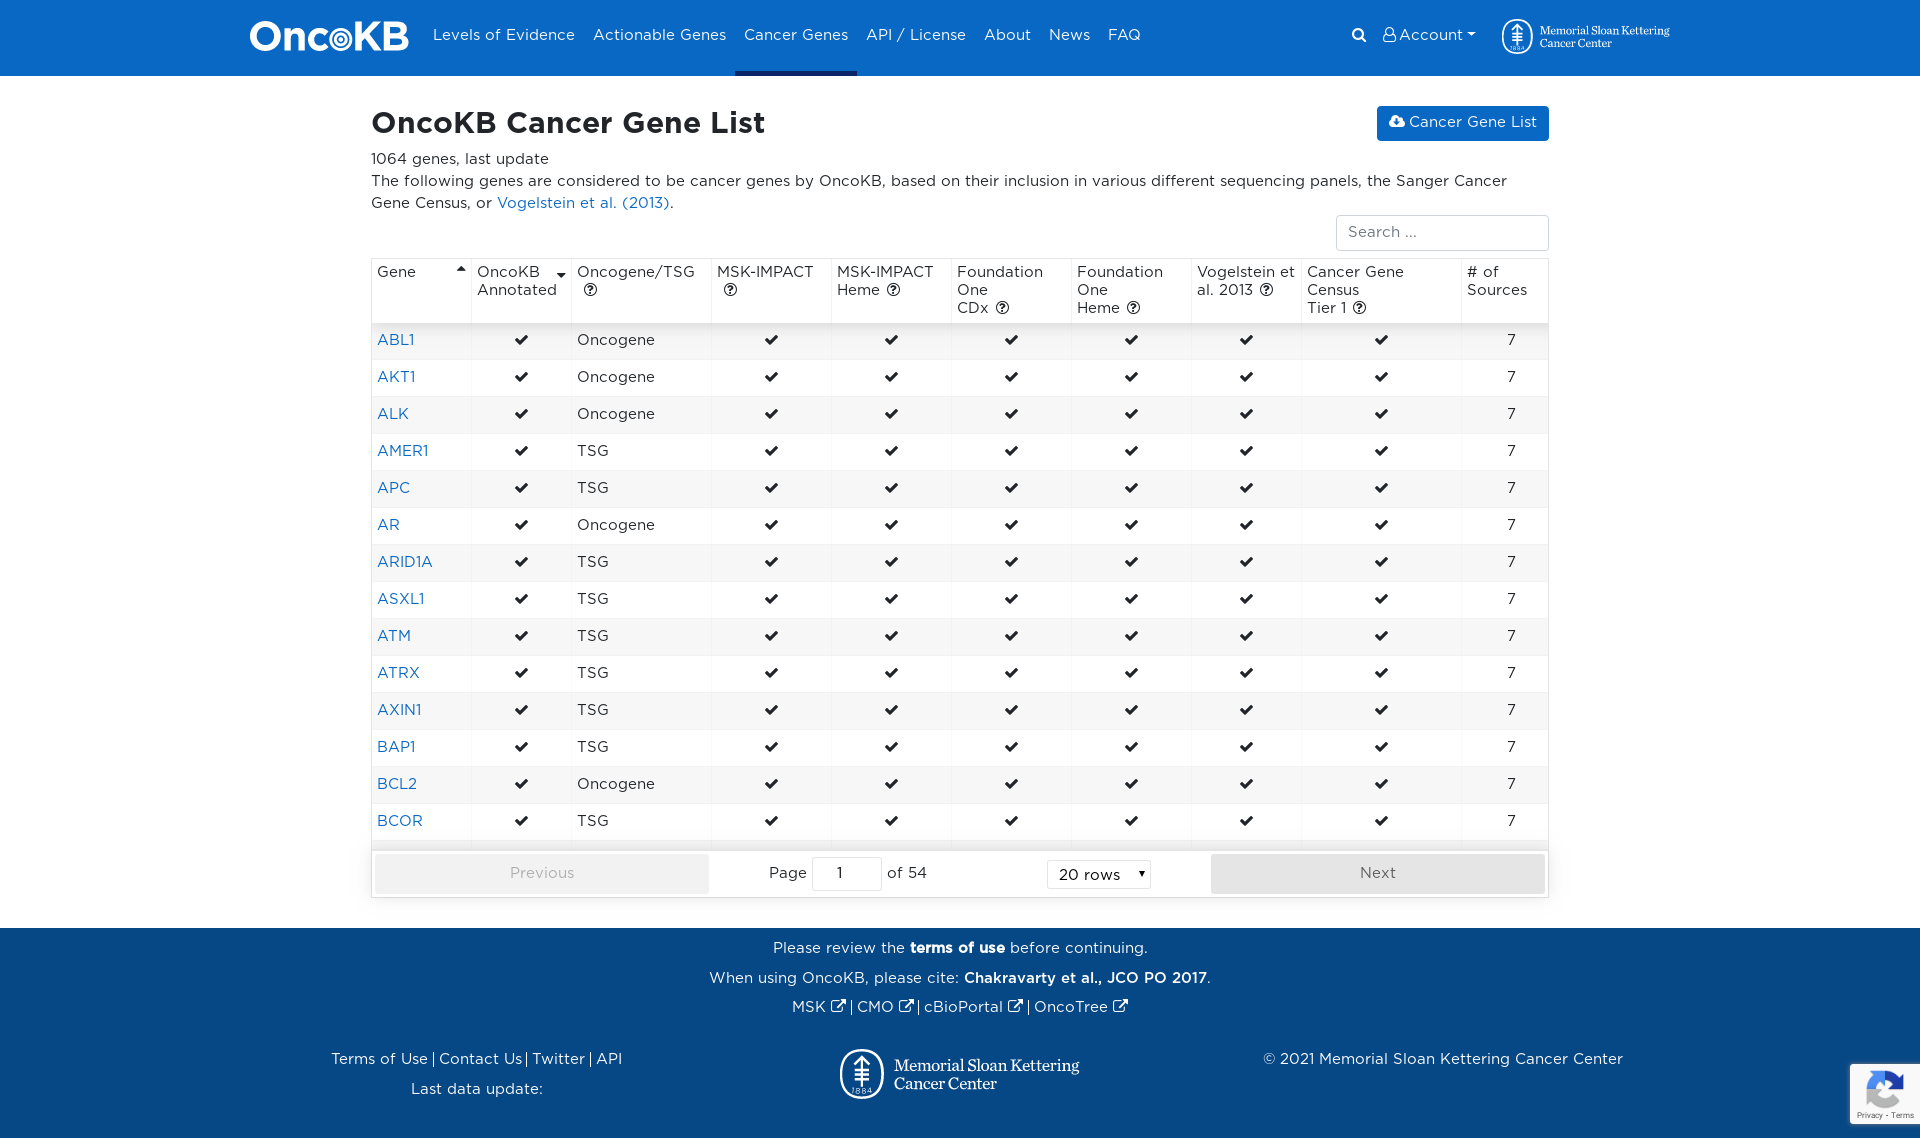 OncoKB Levels of Evidence Actionable Genes Cancer Genes API / License About News FAQ Account 1884 Memorial Sloan Kettering Cancer Center
OncoKB Cancer Gene List
Cancer Gene List
1064 genes, last update
The following genes are considered to be cancer genes by OncoKB, based on their inclusion in various different sequencing panels, the Sanger Cancer
Gene Census, or Vogelstein et al. (2013).
Search ...
Gene OncoKB Annotated Oncogene/TSG MSK-IMPACT MSK-IMPACT Heme Foundation One CDx Foundation One Heme Vogelstein et al. 2013 Cancer Gene Census Tier 1 # of Sources
ABL1 ✔ Oncogene ✔ ✔ ✔ ✔ ✔ ✔ 7
AKT1 ✔ Oncogene ✔ ✔ ✔ ✔ ✔ ✔ 7
ALK ✔ Oncogene ✔ ✔ ✔ ✔ ✔ ✔ 7
AMER1 ✔ TSG ✔ ✔ ✔ ✔ ✔ ✔ 7
APC ✔ TSG ✔ ✔ ✔ ✔ ✔ ✔ 7
AR ✔ Oncogene ✔ ✔ ✔ ✔ ✔ ✔ 7
ARID1A ✔ TSG ✔ ✔ ✔ ✔ ✔ ✔ 7
ASXL1 ✔ TSG ✔ ✔ ✔ ✔ ✔ ✔ 7
ATM ✔ TSG ✔ ✔ ✔ ✔ ✔ ✔ 7
ATRX ✔ TSG ✔ ✔ ✔ ✔ ✔ ✔ 7
AXIN1 ✔ TSG ✔ ✔ ✔ ✔ ✔ ✔ 7
BAP1 ✔ TSG ✔ ✔ ✔ ✔ ✔ ✔ 7
BCL2 ✔ Oncogene ✔ ✔ ✔ ✔ ✔ ✔ 7
BCOR ✔ TSG ✔ ✔ ✔ ✔ ✔ ✔ 7
Previous Page 1 of 54 20 rows Next
Please review the terms of use before continuing.
When using OncoKB, please cite: Chakravarty et al., JCO PO 2017.
MSK | CMO | cBioPortal | OncoTree
Terms of Use | Contact Us | Twitter | API
Last data update:
1884 Memorial Sloan Kettering
Cancer Center
© 2021 Memorial Sloan Kettering Cancer Center
Privacy - Terms